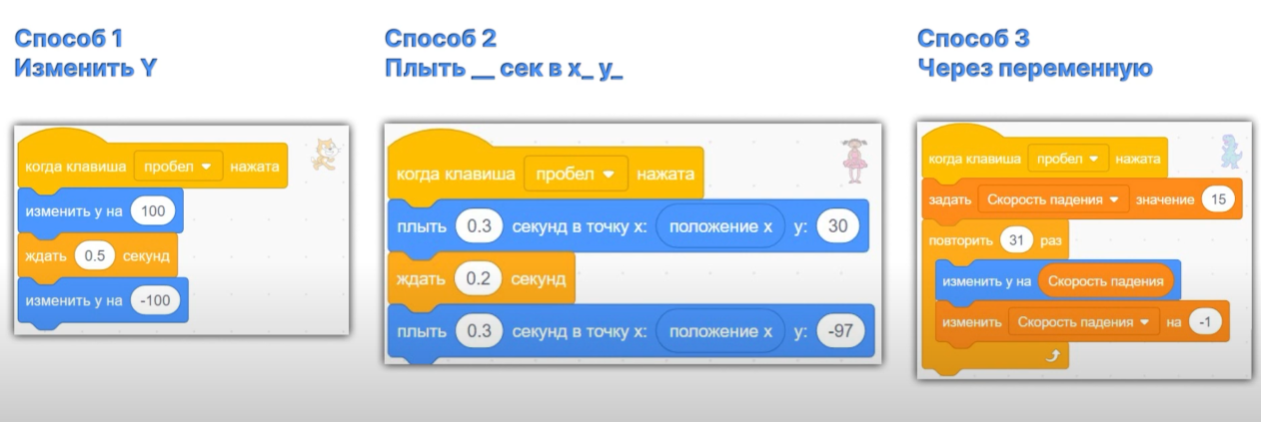 Способ 1
Изменить Y
когда клавиша пробел нажата
изменить y на 100
ждать 0.5 секунд
изменить y на -100
Способ 2
Плыть __ сек в x_ y_
когда клавиша пробел нажата
плыть 0.3 секунд в точку x: положение x y: 30
ждать 0.2 секунд
плыть 0.3 секунд в точку x: положение x y: -97
Способ 3
Через переменную
когда клавиша пробел нажата
задать Скорость падения значение 15
повторить 31 раз
изменить y на Скорость падения
изменить Скорость падения на -1